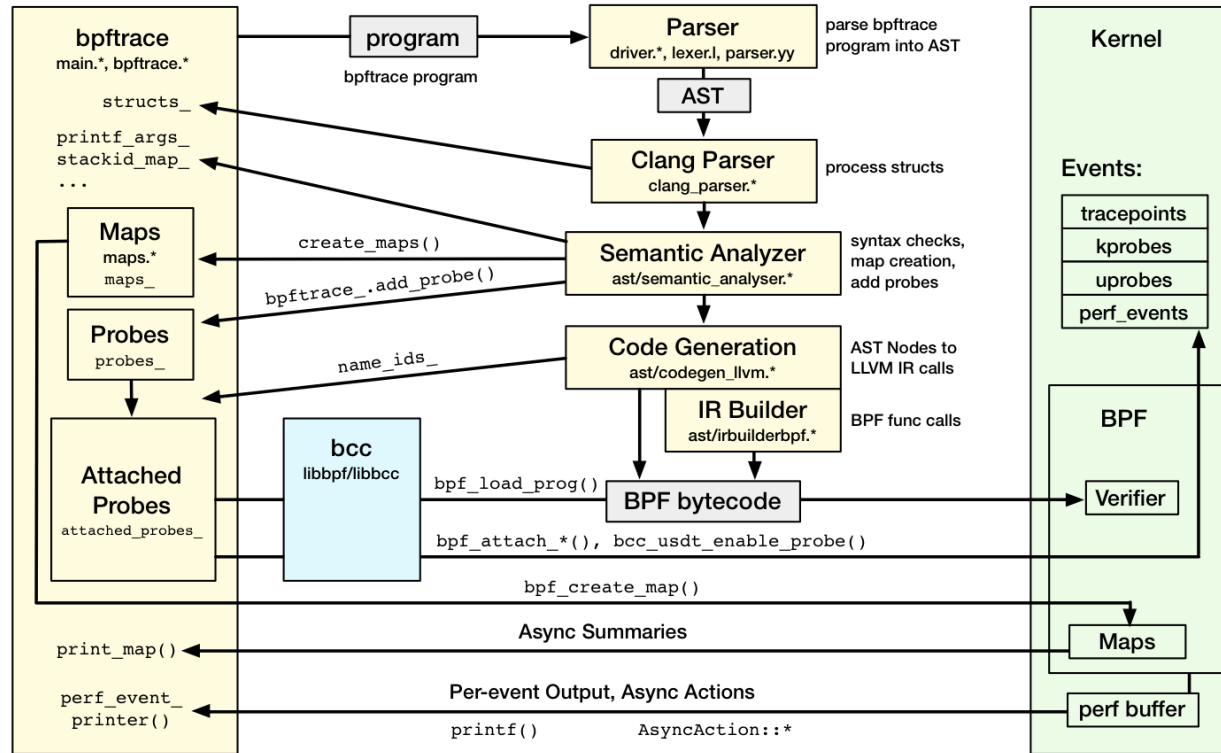 bpftrace
main.*, bpftrace.*
structs_
printf_args_
stackid_map_
...
Maps
maps.*
maps_
Probes
probes_
Attached
Probes
attached_probes_
print_map()
perf_event_
printer()
program
bpftrace program
Parser
driver.*, lexer.l, parser.yy
parse bpftrace
program into AST
AST
Clang Parser
clang_parser.*
process structs
create_maps()
Semantic Analyzer
ast/semantic_analyser.*
syntax checks,
map creation,
add probes
bpftrace_.add_probe()
Code Generation
ast/codegen_llvm.*
AST Nodes to
LLVM IR calls
name_ids_
IR Builder
ast/irbuilderbpf.*
BPF func calls
bcc
libbpf/libbcc
bpf_load_prog()
BPF bytecode
bpf_attach_*(), bcc_usdt_enable_probe()
bpf_create_map()
Async Summaries
Per-event Output, Async Actions
printf()
AsyncAction::*
Kernel
Events:
tracepoints
kprobes
uprobes
perf_events
BPF
Verifier
Maps
perf buffer